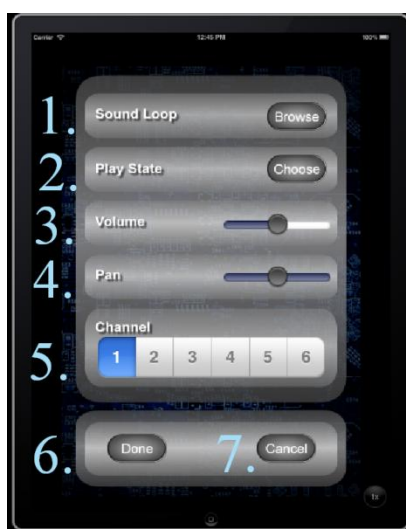 Carrier 12:45 PM 100%
1. Sound Loop Browse
2. Play State Choose
3. Volume
4. Pan
Channel
5. 1 2 3 4 5 6
6. Done 7. Cancel
1x